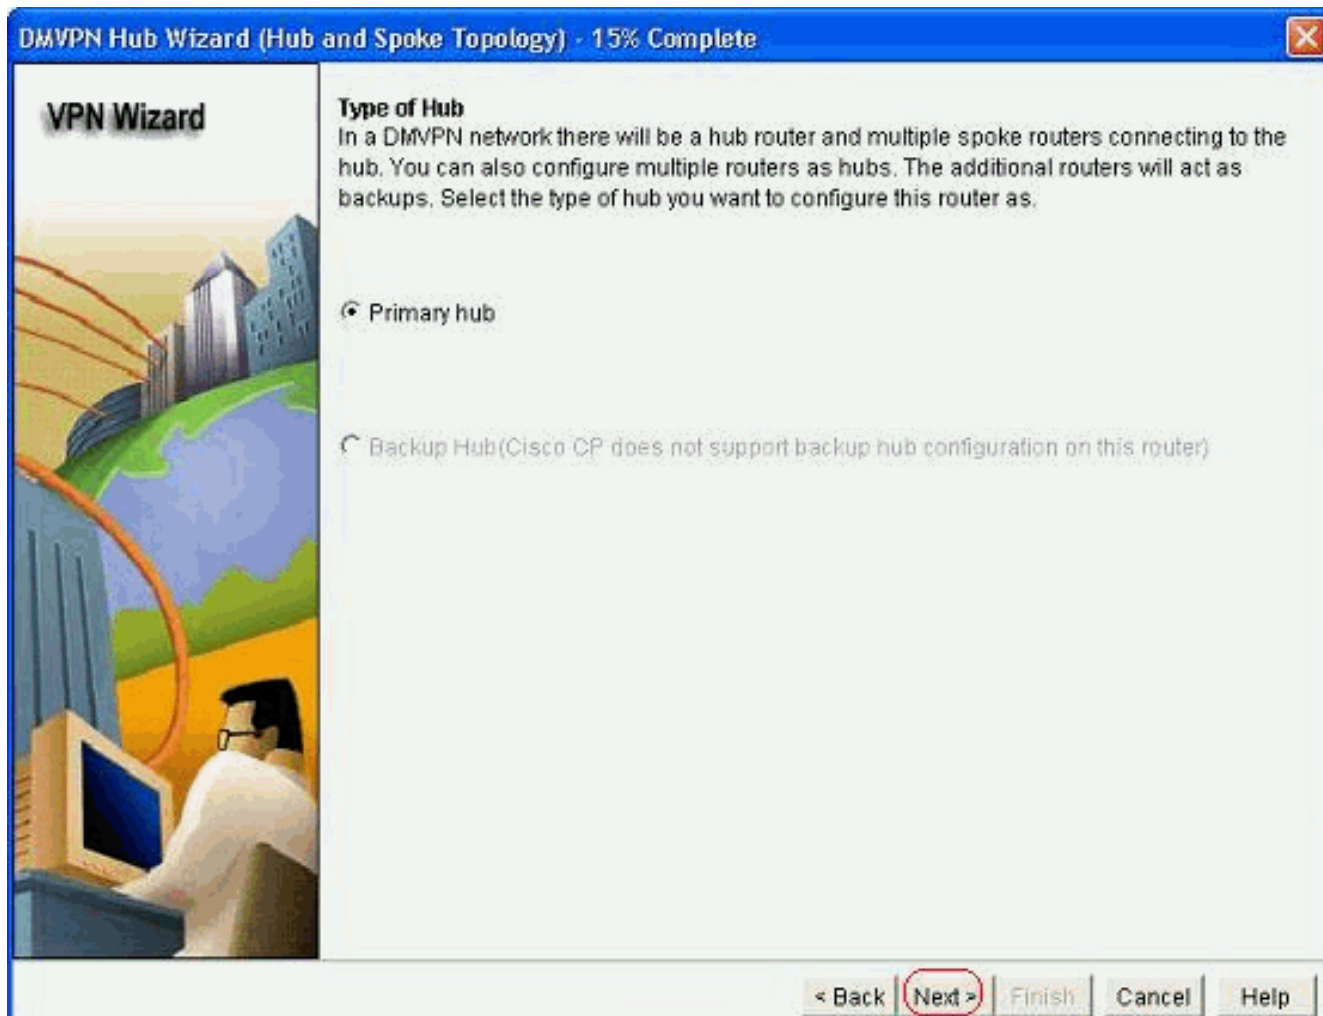 DMVPN Hub Wizard (Hub and Spoke Topology) - 15% Complete
VPN Wizard
Type of Hub
In a DMVPN network there will be a hub router and multiple spoke routers connecting to the
hub. You can also configure multiple routers as hubs. The additional routers will act as
backups. Select the type of hub you want to configure this router as.
Primary hub
Backup Hub(Cisco CP does not support backup hub configuration on this router)
< Back
Next >
Finish
Cancel
Help